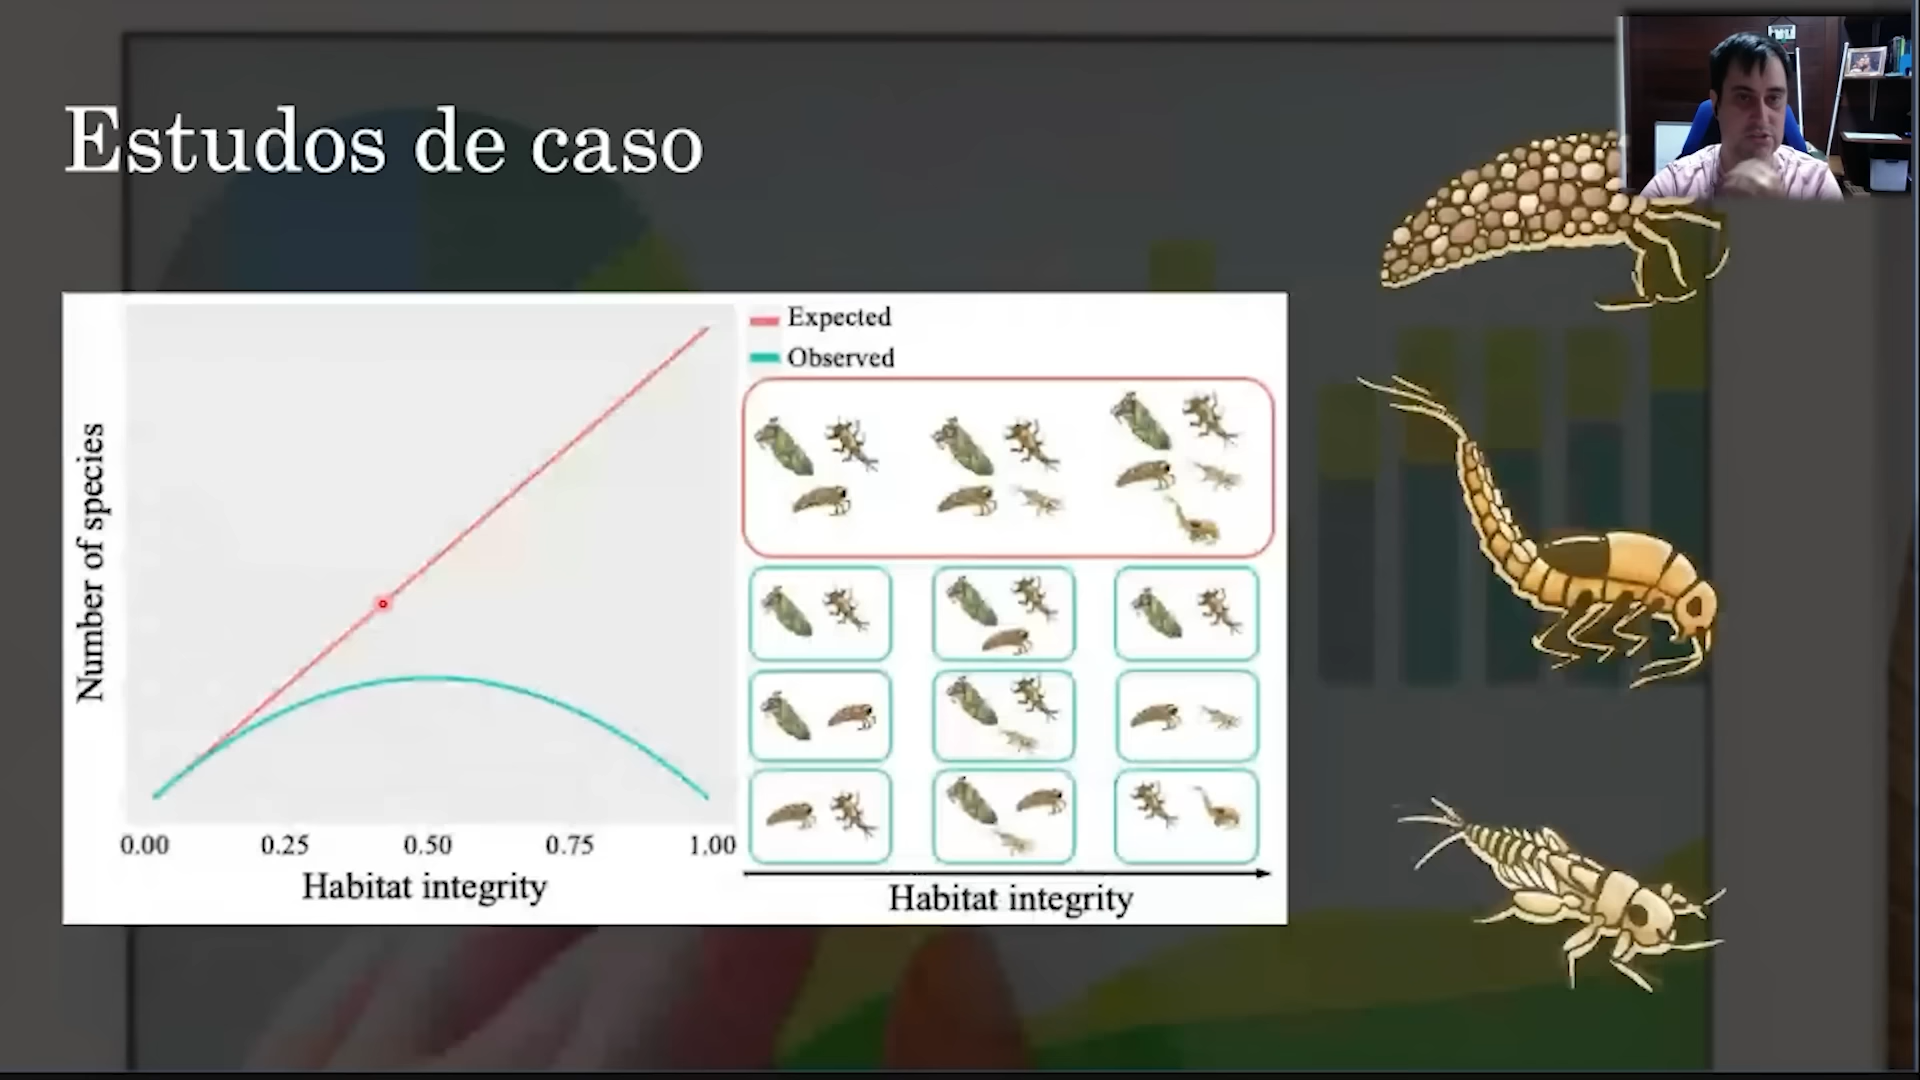 Estudos de caso
Expected
Observed
Number of species
0.00 0.25 0.50 0.75 1.00
Habitat integrity
Habitat integrity